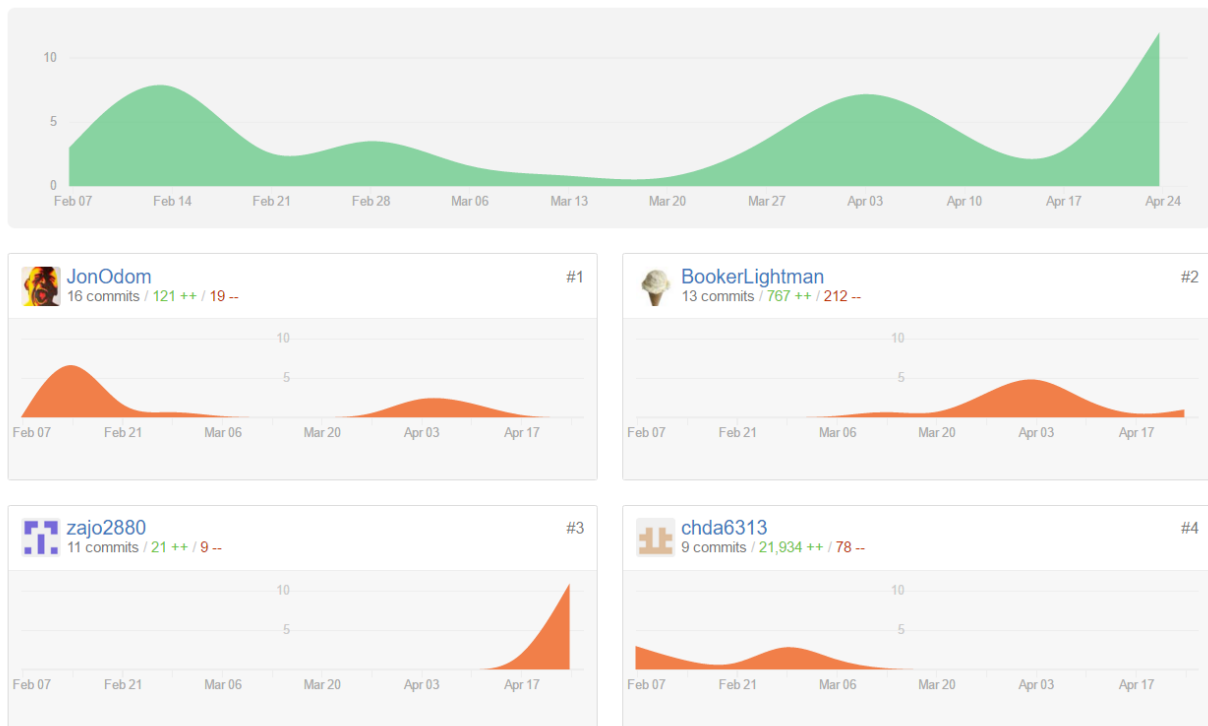 10
5
0
Feb 07 Feb 14 Feb 21 Feb 28 Mar 06 Mar 13 Mar 20 Mar 27 Apr 03 Apr 10 Apr 17 Apr 24
JonOdom #1
16 commits / 121 ++ / 19 --
10
5
Feb 07 Feb 21 Mar 06 Mar 20 Apr 03 Apr 17
BookerLightman #2
13 commits / 767 ++ / 212 --
10
5
Feb 07 Feb 21 Mar 06 Mar 20 Apr 03 Apr 17
zajo2880 #3
11 commits / 21 ++ / 9 --
10
5
Feb 07 Feb 21 Mar 06 Mar 20 Apr 03 Apr 17
chda6313 #4
9 commits / 21,934 ++ / 78 --
10
5
Feb 07 Feb 21 Mar 06 Mar 20 Apr 03 Apr 17